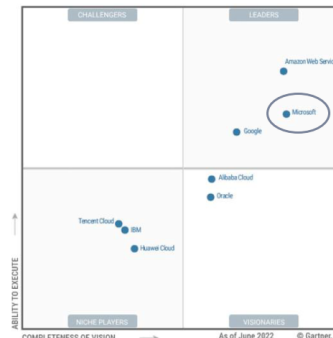 CHALLENGERS
LEADERS
Amazon Web Servic
Microsoft
Google
Alibaba Cloud
Oracle
Tencent Cloud
IBM
Huawei Cloud
ABILITY TO EXECUTE
NICHE PLAYERS
VISIONARIES
COMPLETENESS OF VISION
As of June 2022
© Gartner